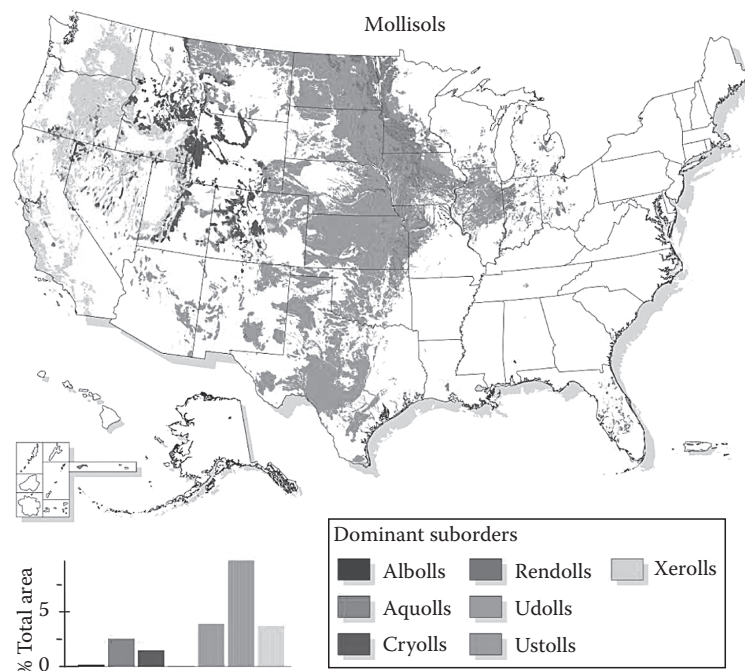 Mollisols
% Total area
5
0
Dominant suborders
Albolls
Rendolls
Xerolls
Aquolls
Udolls
Cryolls
Ustolls